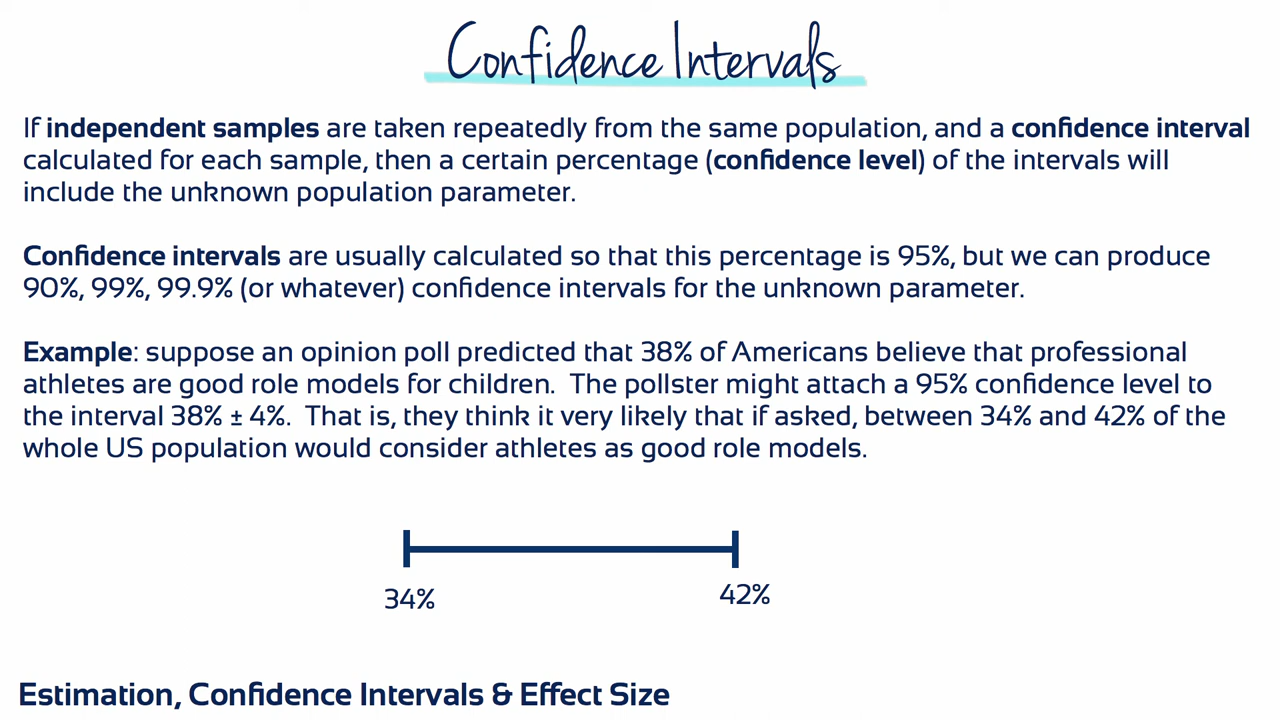 Confidence Intervals
If independent samples are taken repeatedly from the same population, and a confidence interval
calculated for each sample, then a certain percentage (confidence level) of the intervals will
include the unknown population parameter.
Confidence intervals are usually calculated so that this percentage is 95%, but we can produce
90%, 99%, 99.9% (or whatever) confidence intervals for the unknown parameter.
Example: suppose an opinion poll predicted that 38% of Americans believe that professional
athletes are good role models for children.  The pollster might attach a 95% confidence level to
the interval 38% ± 4%.  That is, they think it very likely that if asked, between 34% and 42% of the
whole US population would consider athletes as good role models.
34%
42%
Estimation, Confidence Intervals & Effect Size